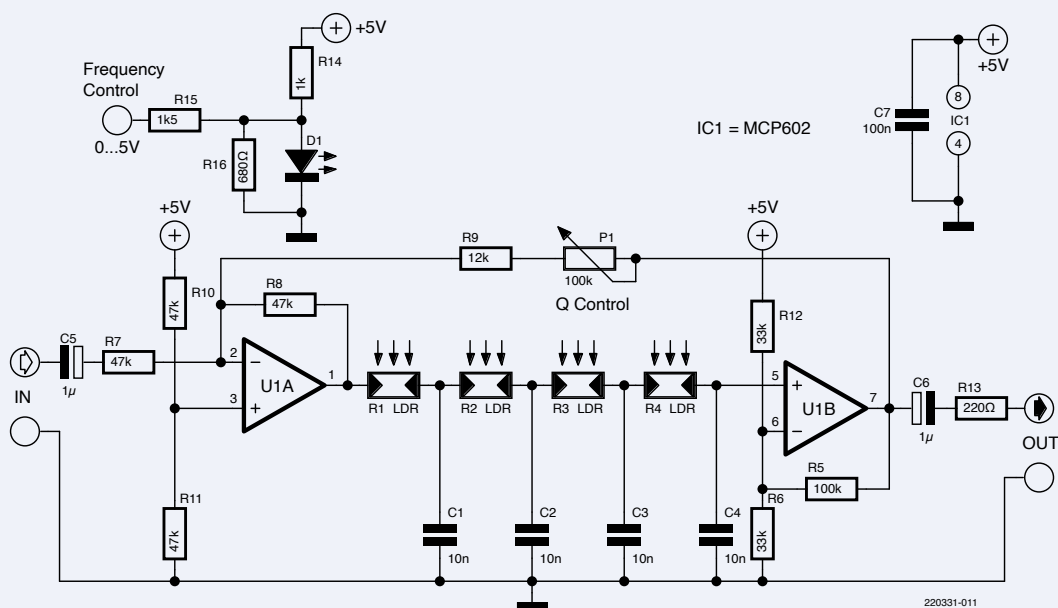 +5V
R14
1k
Frequency
Control
R15
1k5
0...5V
R16
680Ω
D1
+5V
C7
100n
8
IC1
4
IC1 = MCP602
+5V
R10
47k
R9
12k
P1
100k
Q Control
+5V
R8
47k
R12
33k
C5
1µ
R7
47k
IN
2
3
1
U1A
R1 LDR
R2 LDR
R3 LDR
R4 LDR
5
6
7
U1B
C6
1µ
R13
220Ω
OUT
R5
100k
R11
47k
C1
10n
C2
10n
C3
10n
C4
10n
R6
33k
220331-011